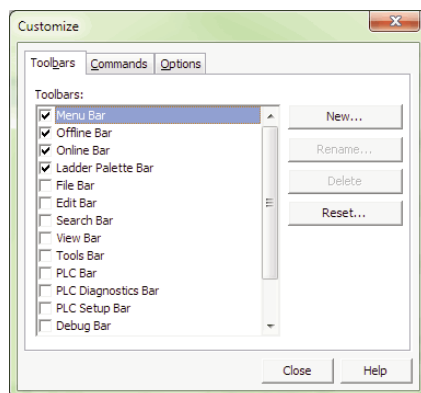 Customize
Toolbars Commands Options
Toolbars:
Menu Bar
Offline Bar
Online Bar
Ladder Palette Bar
File Bar
Edit Bar
Search Bar
View Bar
Tools Bar
PLC Bar
PLC Diagnostics Bar
PLC Setup Bar
Debug Bar
New...
Rename...
Delete
Reset...
Close Help